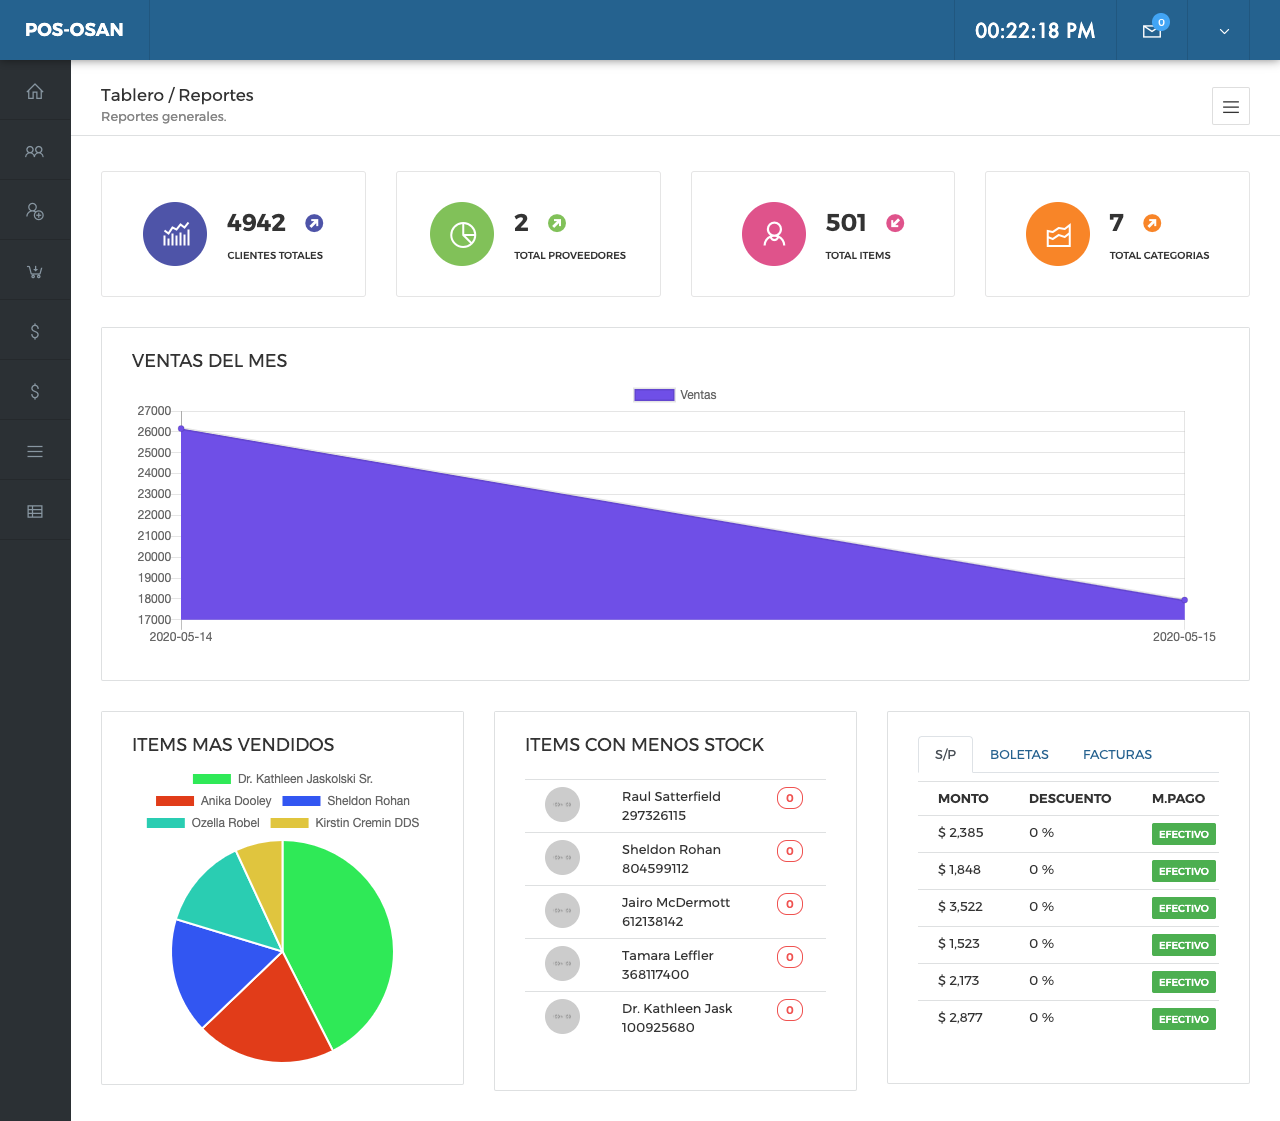 POS-OSAN
00:22:18 PM
0
Tablero / Reportes
Reportes generales.
4942
CLIENTES TOTALES
2
TOTAL PROVEEDORES
501
TOTAL ITEMS
7
TOTAL CATEGORIAS
VENTAS DEL MES
Ventas
27000
26000
25000
24000
23000
22000
21000
20000
19000
18000
17000
2020-05-14
2020-05-15
ITEMS MAS VENDIDOS
Dr. Kathleen Jaskolski Sr.
Anika Dooley Sheldon Rohan
Ozella Robel Kirstin Cremin DDS
ITEMS CON MENOS STOCK
Raul Satterfield 0
297326115
Sheldon Rohan 0
804599112
Jairo McDermott 0
612138142
Tamara Leffler 0
368117400
Dr. Kathleen Jask 0
100925680
S/P BOLETAS FACTURAS
MONTO DESCUENTO M.PAGO
$ 2,385 0 % EFECTIVO
$ 1,848 0 % EFECTIVO
$ 3,522 0 % EFECTIVO
$ 1,523 0 % EFECTIVO
$ 2,173 0 % EFECTIVO
$ 2,877 0 % EFECTIVO